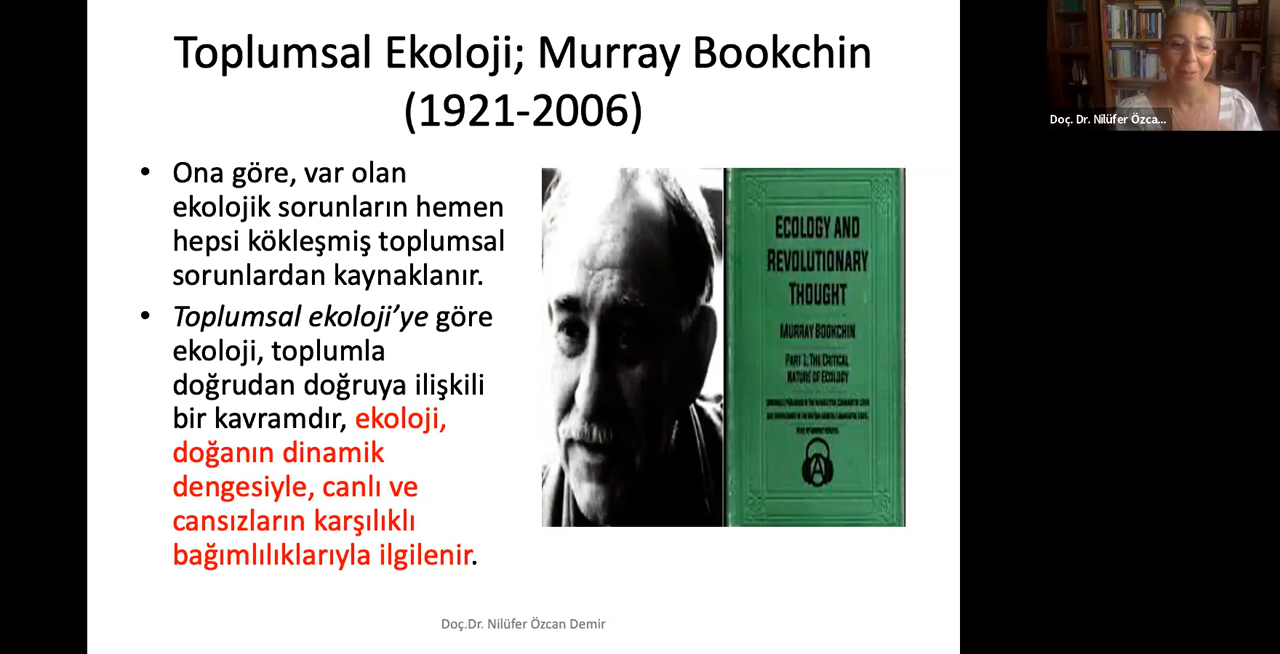 Toplumsal Ekoloji; Murray Bookchin
(1921-2006)
• Ona göre, var olan
ekolojik sorunların hemen
hepsi kökleşmiş toplumsal
sorunlardan kaynaklanır.
• Toplumsal ekoloji’ye göre
ekoloji, toplumla
doğrudan doğruya ilişkili
bir kavramdır, ekoloji,
doğanın dinamik
dengesiyle, canlı ve
cansızların karşılıklı
bağımlılıklarıyla ilgilenir.
ECOLOGY AND
REVOLUTIONARY
THOUGHT
MURRAY BOOKCHIN
PART 1, THE CRITICAL
NATURE OF ECOLOGY
Doç.Dr. Nilüfer Özcan Demir
Doç. Dr. Nilüfer Özca...